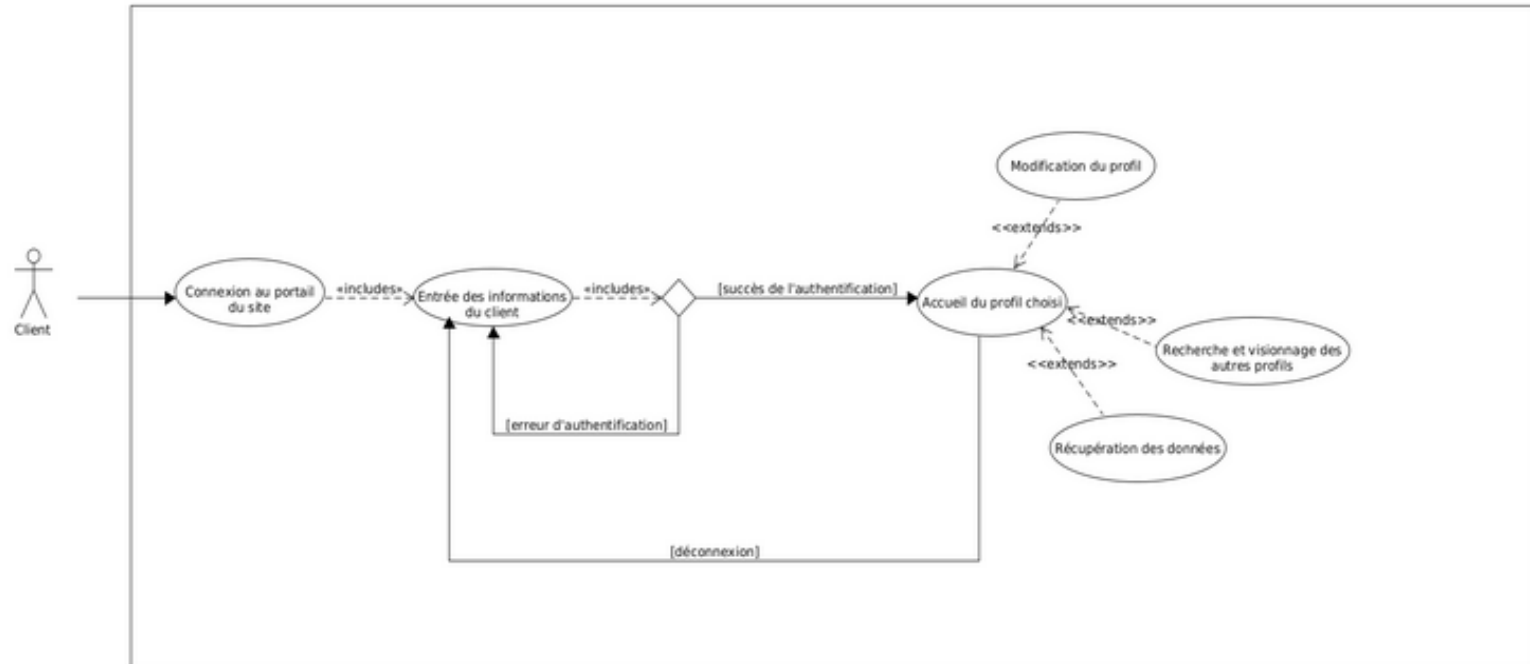 Modification du profil
<<extends>>
Client
Connexion au portail
du site
«includes»
Entrée des informations
du client
«includes»
[succès de l'authentification]
Accueil du profil choisi
<<extends>>
Recherche et visionnage des
autres profils
<<extends>>
[erreur d'authentification]
Récupération des données
[déconnexion]